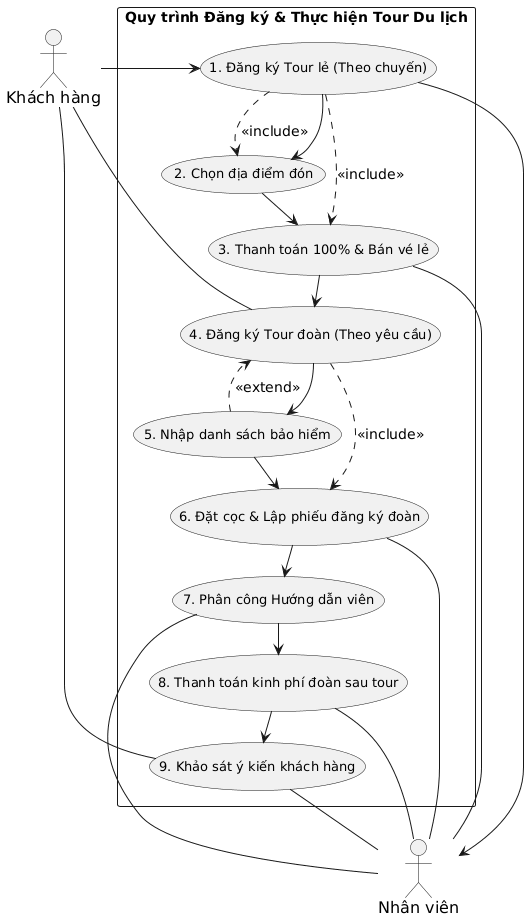 Quy trình Đăng ký & Thực hiện Tour Du lịch
Khách hàng
1. Đăng ký Tour lẻ (Theo chuyến)
«include»
2. Chọn địa điểm đón
«include»
3. Thanh toán 100% & Bán vé lẻ
4. Đăng ký Tour đoàn (Theo yêu cầu)
«extend»
5. Nhập danh sách bảo hiểm
«include»
6. Đặt cọc & Lập phiếu đăng ký đoàn
7. Phân công Hướng dẫn viên
8. Thanh toán kinh phí đoàn sau tour
9. Khảo sát ý kiến khách hàng
Nhân viên